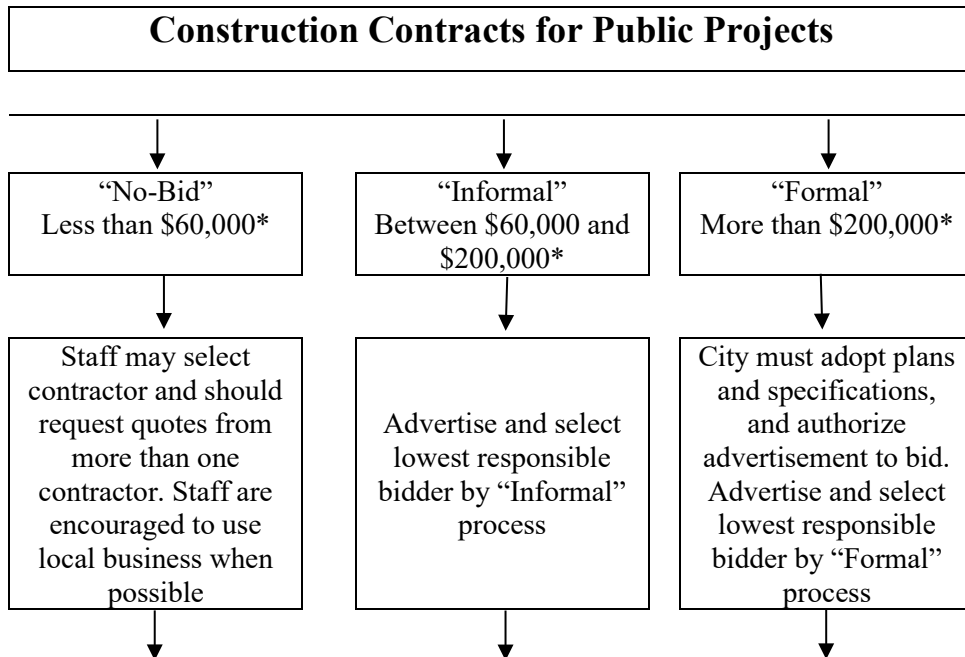 Construction Contracts for Public Projects
“No-Bid”
Less than $60,000*
“Informal”
Between $60,000 and
$200,000*
“Formal”
More than $200,000*
Staff may select
contractor and should
request quotes from
more than one
contractor. Staff are
encouraged to use
local business when
possible
Advertise and select
lowest responsible
bidder by “Informal”
process
City must adopt plans
and specifications,
and authorize
advertisement to bid.
Advertise and select
lowest responsible
bidder by “Formal”
process